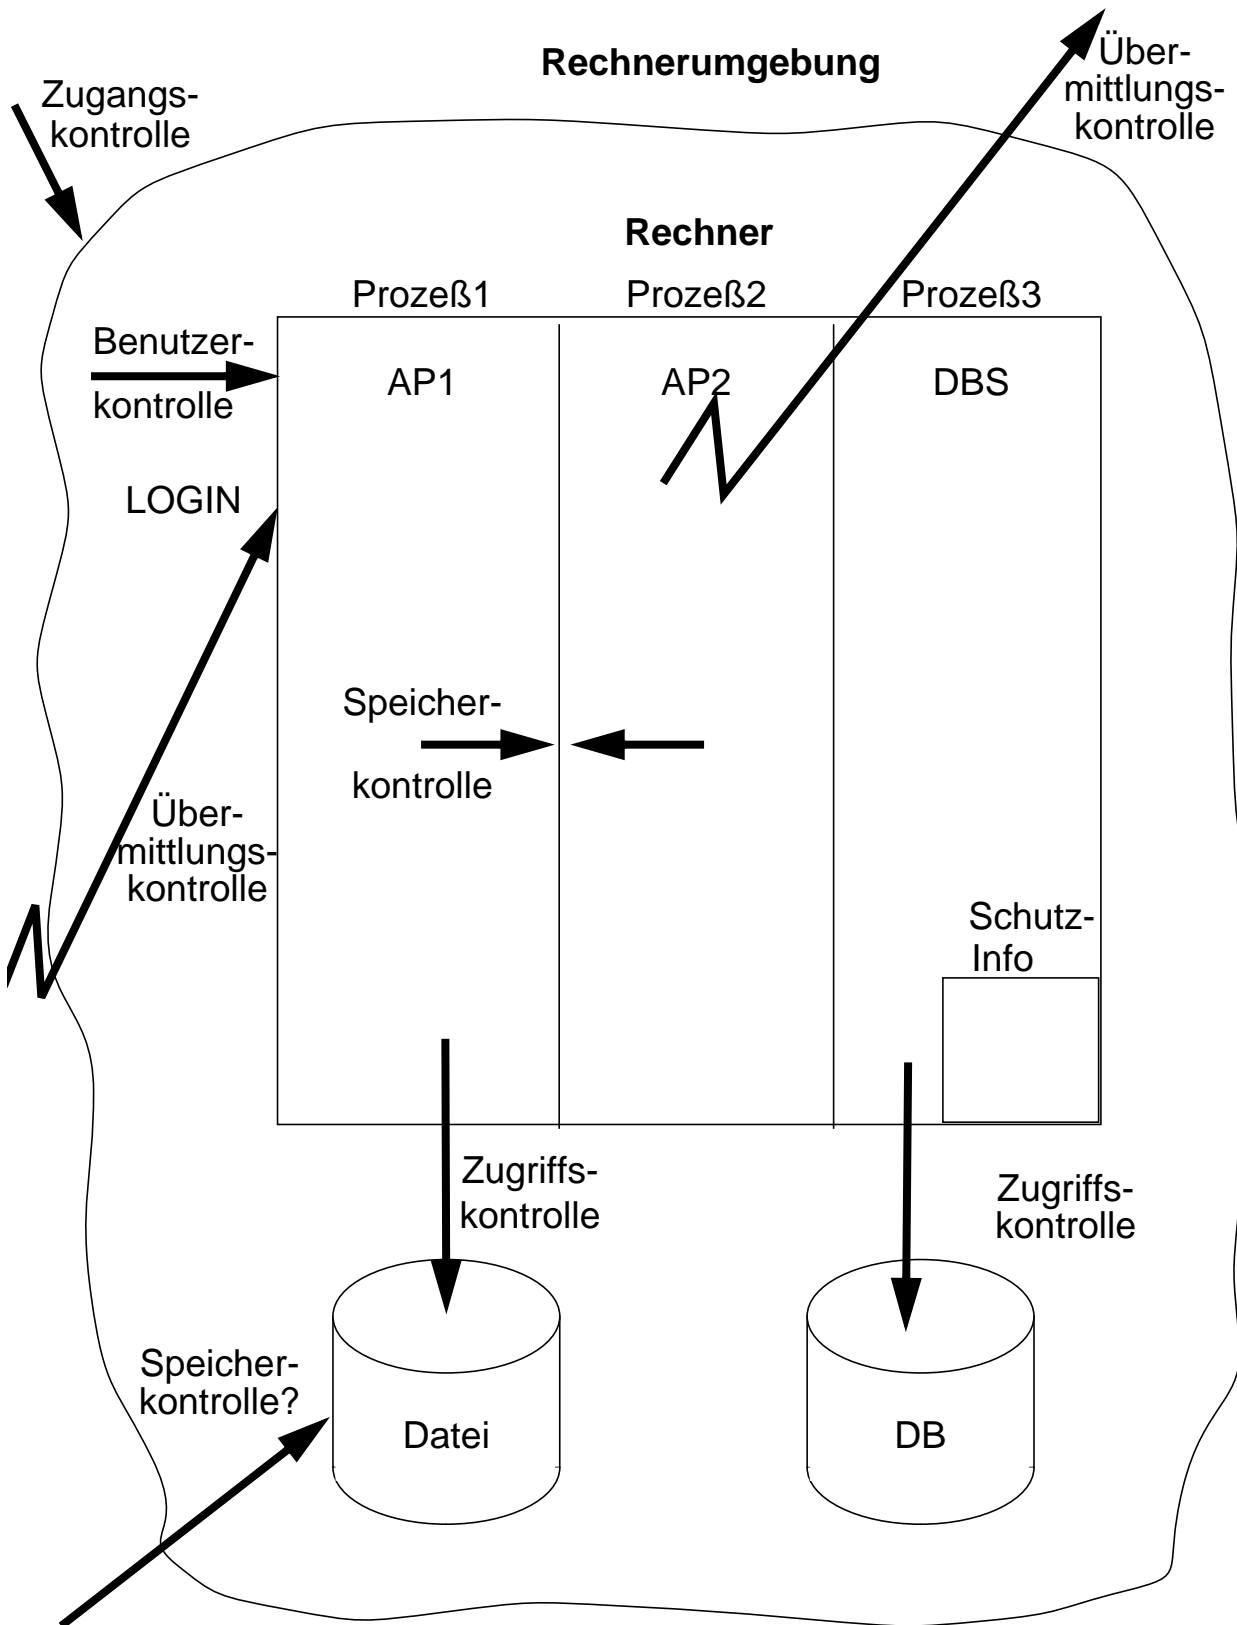 Rechnerumgebung
Über-
mittlungs-
kontrolle
Zugangs-
kontrolle
Rechner
Prozeß1
Prozeß2
Prozeß3
Benutzer-
kontrolle
AP1
AP2
DBS
LOGIN
Speicher-
kontrolle
Über-
mittlungs-
kontrolle
Schutz-
Info
Zugriffs-
kontrolle
Zugriffs-
kontrolle
Speicher-
kontrolle?
Datei
DB